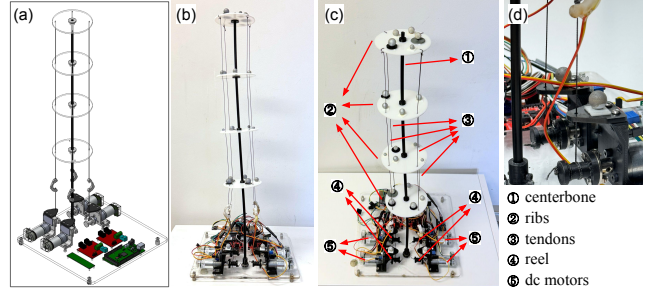 (a)
(b)
(c)
(d)
①
②
③
④
④
⑤
⑤
① centerbone
② ribs
③ tendons
④ reel
⑤ dc motors